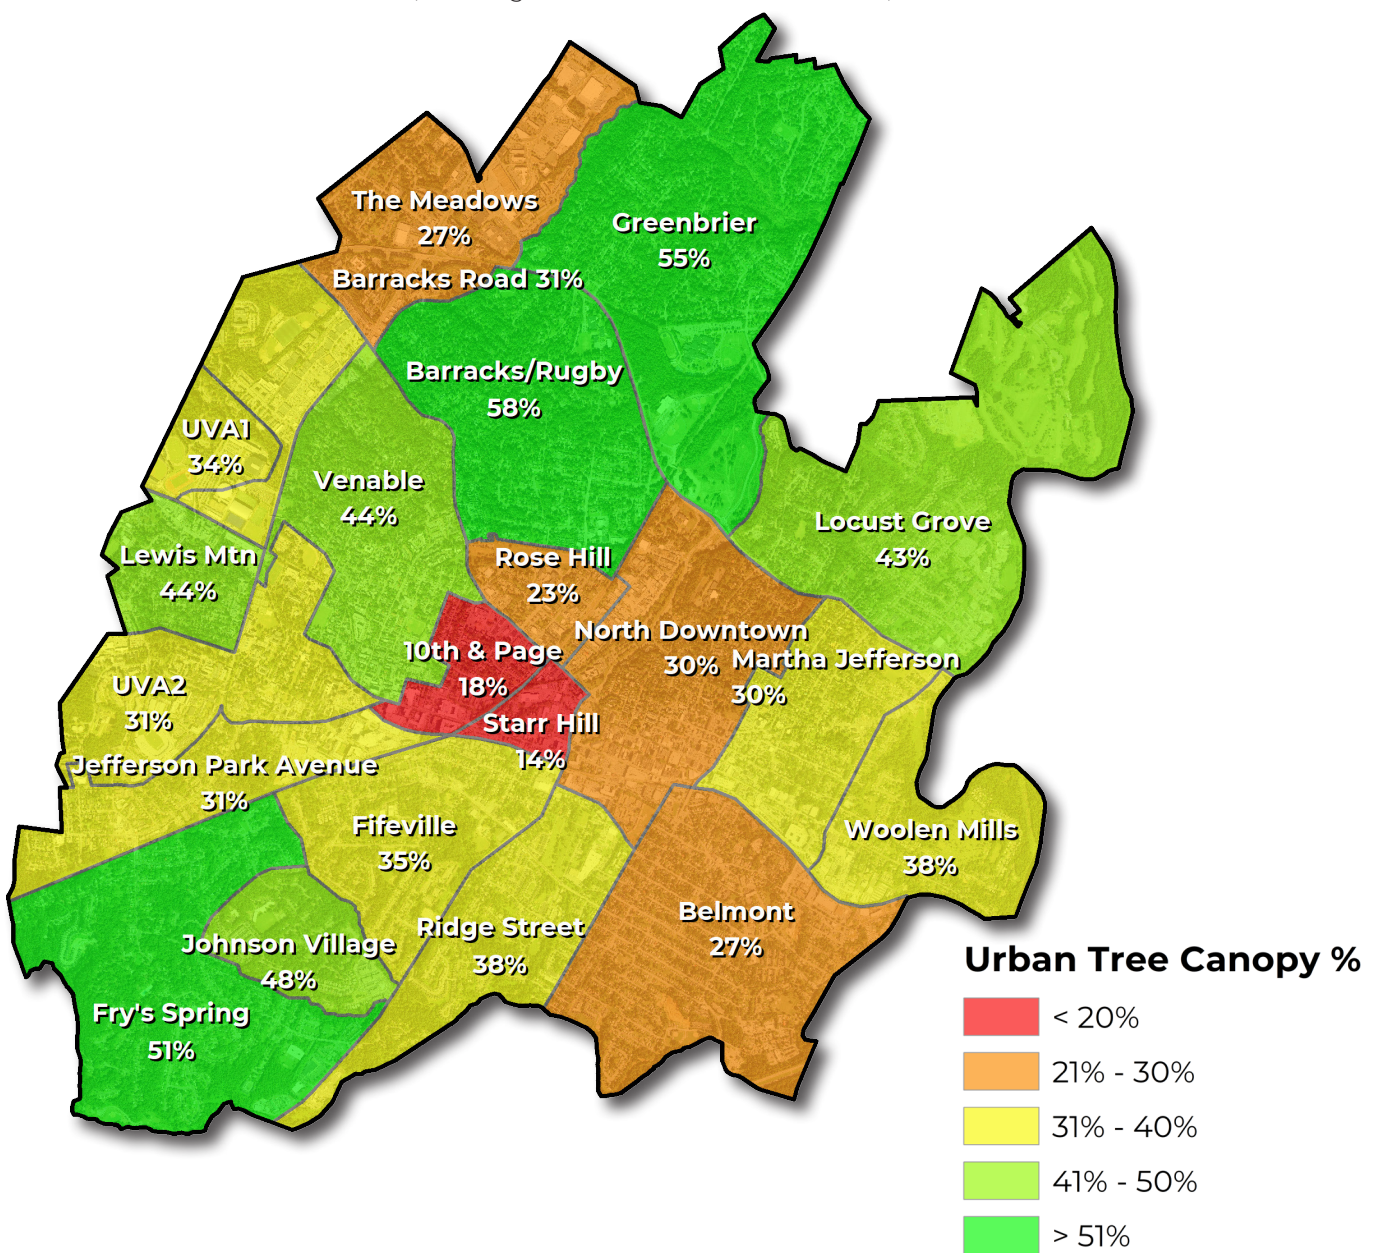 The Meadows
27%
Greenbrier
55%
Barracks Road 31%
Barracks/Rugby
58%
UVA1
34%
Venable
44%
Locust Grove
43%
Lewis Mtn
44%
Rose Hill
23%
North Downtown
30%
10th & Page
18%
Martha Jefferson
30%
UVA2
31%
Starr Hill
14%
Jefferson Park Avenue
31%
Fifeville
35%
Woolen Mills
38%
Belmont
27%
Ridge Street
38%
Johnson Village
48%
Fry's Spring
51%
Urban Tree Canopy %
< 20%
21% - 30%
31% - 40%
41% - 50%
> 51%